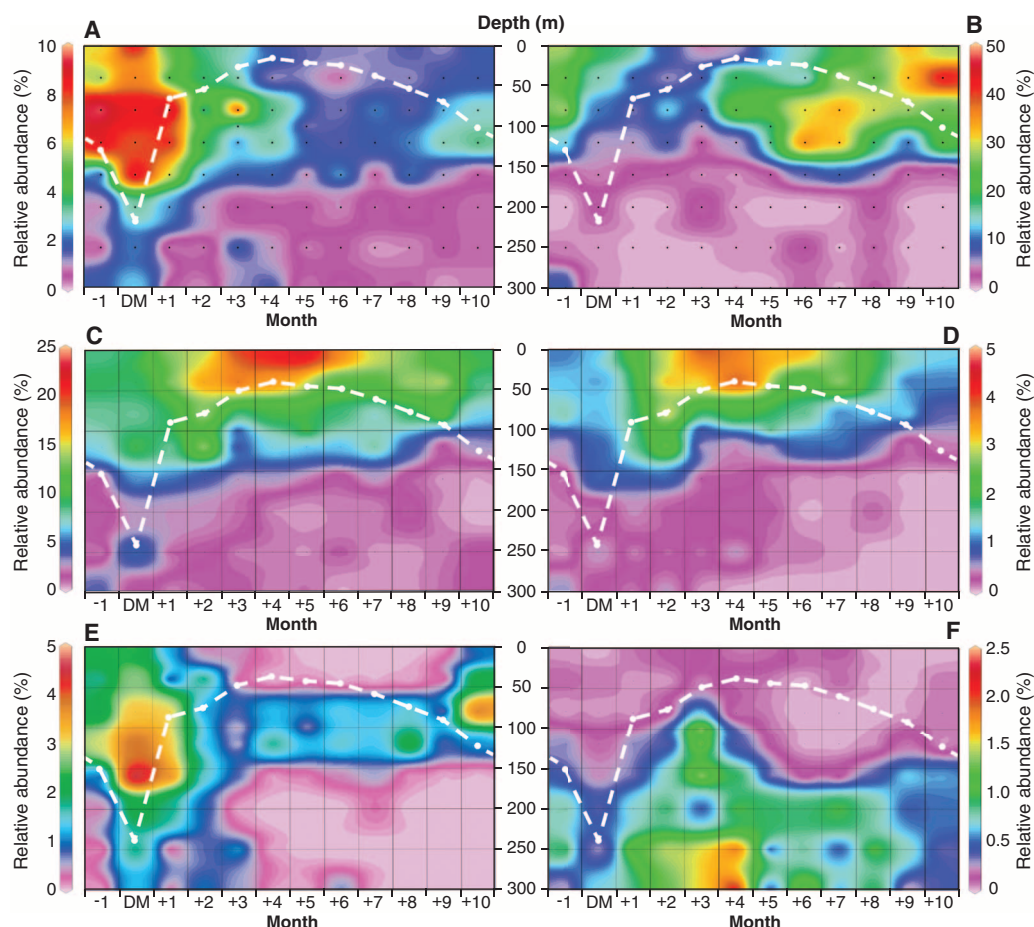 Depth (m)
A
B
Relative abundance (%)
10
8
6
4
2
0
0
50
100
150
200
250
300
50
40
30
20
10
0
Relative abundance (%)
-1 DM +1 +2 +3 +4 +5 +6 +7 +8 +9 +10
Month
-1 DM +1 +2 +3 +4 +5 +6 +7 +8 +9 +10
Month
C
D
Relative abundance (%)
25
20
15
10
5
0
0
50
100
150
200
250
300
5
4
3
2
1
0
Relative abundance (%)
-1 DM +1 +2 +3 +4 +5 +6 +7 +8 +9 +10
Month
-1 DM +1 +2 +3 +4 +5 +6 +7 +8 +9 +10
Month
E
F
Relative abundance (%)
5
4
3
2
1
0
0
50
100
150
200
250
300
2.5
2.0
1.5
1.0
0.5
0
Relative abundance (%)
-1 DM +1 +2 +3 +4 +5 +6 +7 +8 +9 +10
Month
-1 DM +1 +2 +3 +4 +5 +6 +7 +8 +9 +10
Month